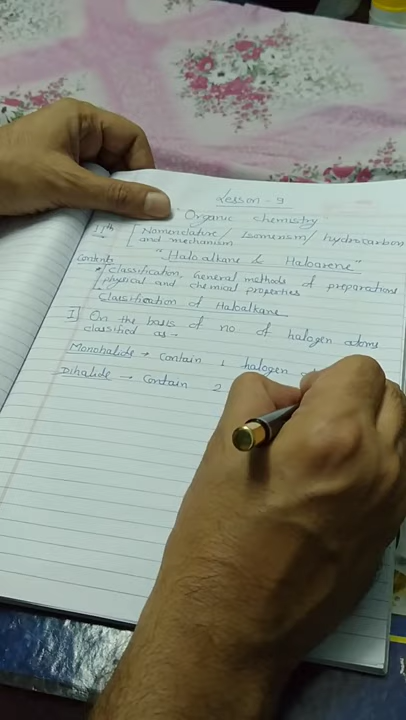 Lesson - 9
"Organic chemistry"
11th [ Nomenclature / Isomerism / hydrocarbon
and mechanism
"Haloalkane & Haloarene"
Contents
• Classification, General methods of preparations
• physical and chemical properties
Classification of Haloalkane
I] On the basis of no of halogen atoms
classified as -
Monohalide → Contain 1 halogen
Dihalide → Contain 2